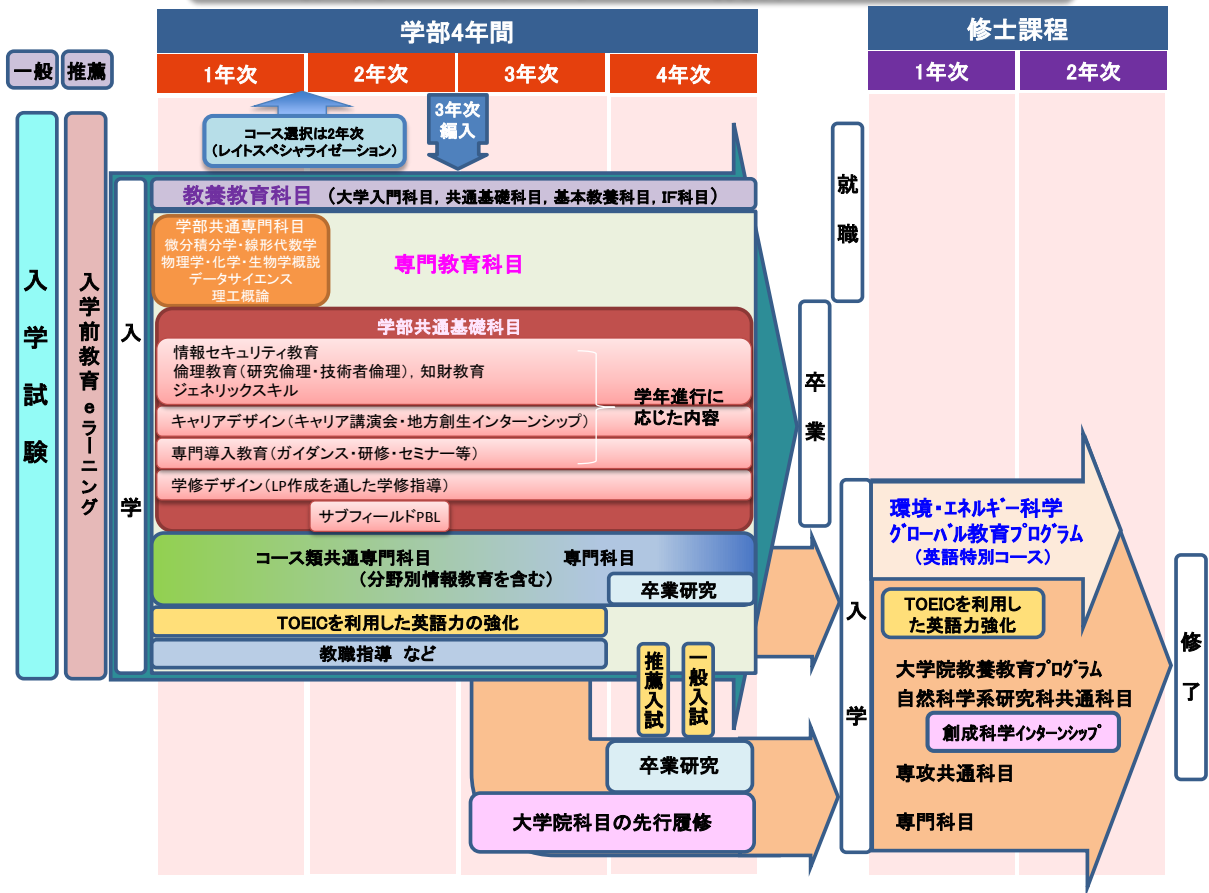 学部4年間
修士課程
一般
推薦
1年次
2年次
3年次
4年次
1年次
2年次
コース選択は2年次
(レイトスペシャライゼーション)
3年次
編入
入学試験
入学前教育 eラーニング
入学
教養教育科目 (大学入門科目, 共通基礎科目, 基本教養科目, IF科目)
学部共通専門科目
微分積分学・線形代数学
物理学・化学・生物学概説
データサイエンス
理工概論
専門教育科目
学部共通基礎科目
情報セキュリティ教育
倫理教育(研究倫理・技術者倫理), 知財教育
ジェネリックスキル
学年進行に
応じた内容
キャリアデザイン(キャリア講演会・地方創生インターンシップ)
専門導入教育(ガイダンス・研修・セミナー等)
学修デザイン(LP作成を通した学修指導)
サブフィールドPBL
コース類共通専門科目
(分野別情報教育を含む)
専門科目
卒業研究
TOEICを利用した英語力の強化
教職指導 など
推薦入試
一般入試
卒業研究
大学院科目の先行履修
就職
卒業
入学
環境・エネルギー科学
グローバル教育プログラム
(英語特別コース)
TOEICを利用し
た英語力強化
大学院教養教育プログラム
自然科学系研究科共通科目
創成科学インターンシップ
専攻共通科目
専門科目
修了